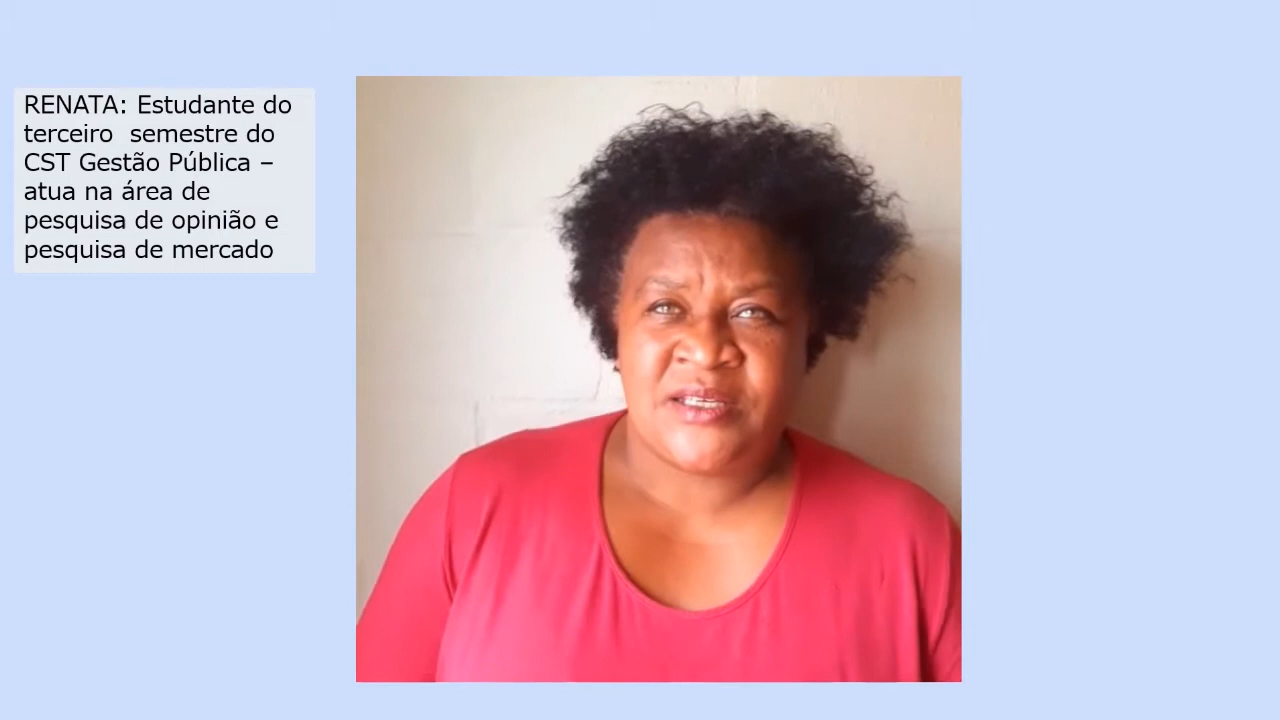 RENATA: Estudante do
terceiro  semestre do
CST Gestão Pública –
atua na área de
pesquisa de opinião e
pesquisa de mercado